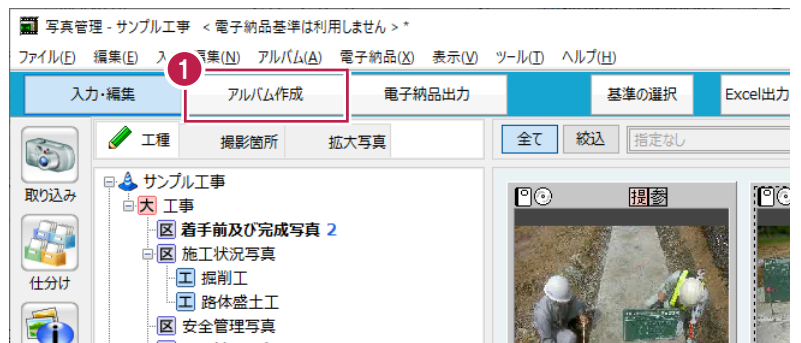 写真管理 - サンプル工事 <電子納品基準は利用しません> *
ファイル(F) 編集(E) 入 編集(N) アルバム(A) 電子納品(X) 表示(V) ツール(T) ヘルプ(H)
1
入力・編集 アルバム作成 電子納品出力 基準の選択 Excel出力
工種 撮影箇所 拡大写真 全て 絞込 指定なし
取り込み
サンプル工事
大 工事
提 参
区 着手前及び完成写真 2
区 施工状況写真
仕分け
工 掘削工
工 路体盛土工
区 安全管理写真